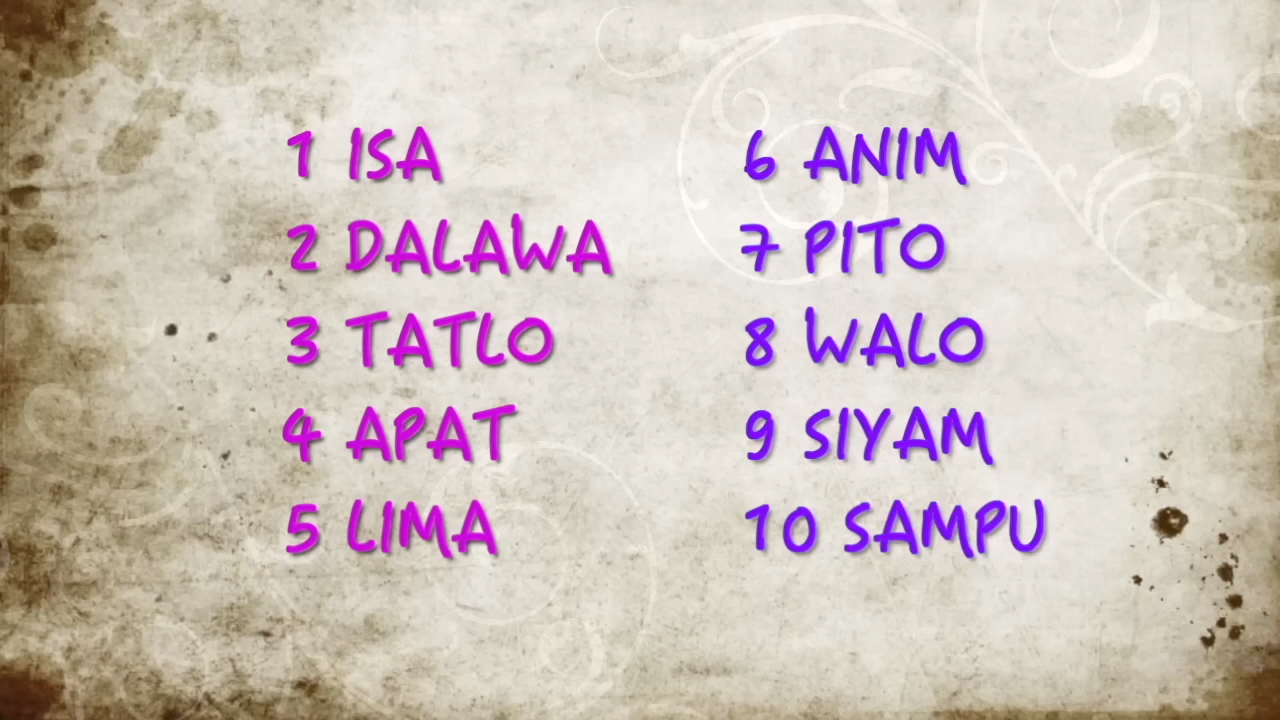 1 ISA
2 DALAWA
3 TATLO
4 APAT
5 LIMA
6 ANIM
7 PITO
8 WALO
9 SIYAM
10 SAMPU